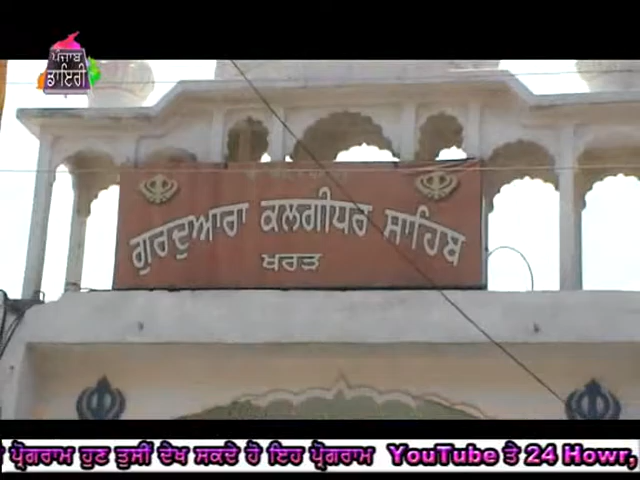 ਪੰਜਾਬ
ਡਾਇਰੀ
ਗੁਰਦੁਆਰਾ ਕਲਗੀਧਰ ਸਾਹਿਬ
ਖਰੜ
ਪ੍ਰੋਗਰਾਮ ਹੁਣ ਤੁਸੀਂ ਦੇਖ ਸਕਦੇ ਹੋ ਇਹ ਪ੍ਰੋਗਰਾਮ YouTube ਤੇ 24 Howr,